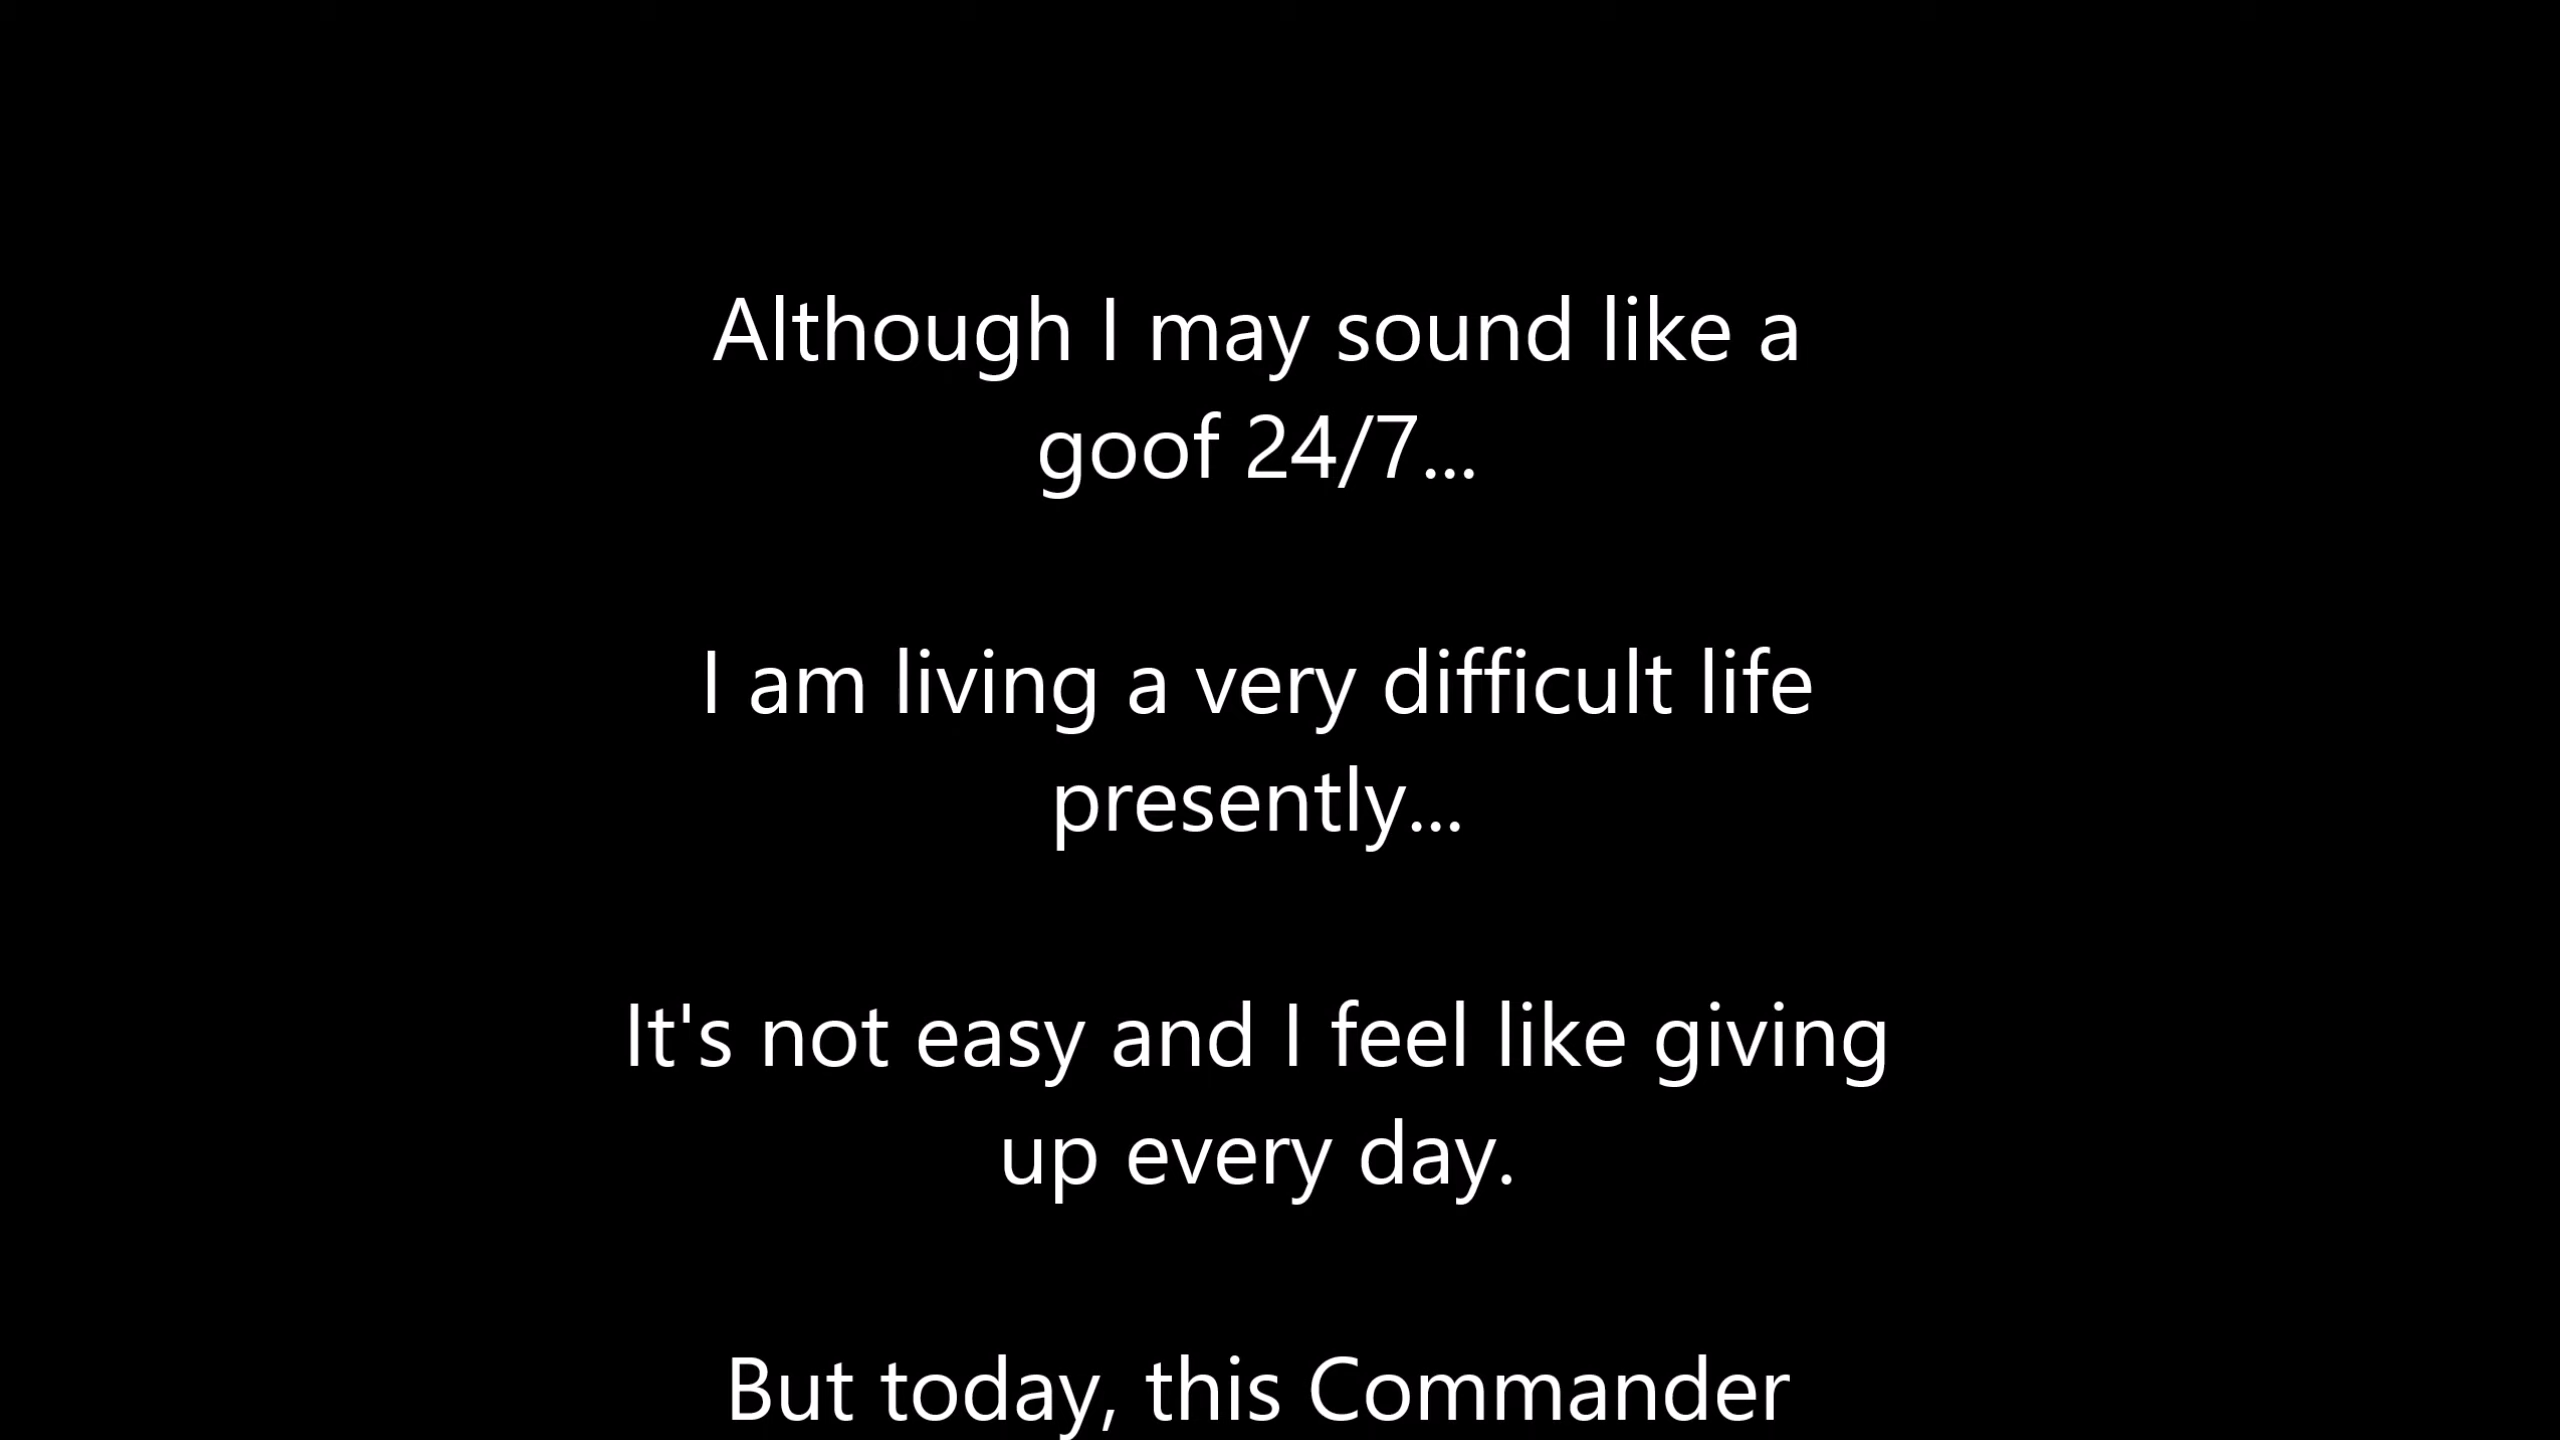 Although I may sound like a
goof 24/7...
I am living a very difficult life
presently...
It's not easy and I feel like giving
up every day.
But today, this Commander